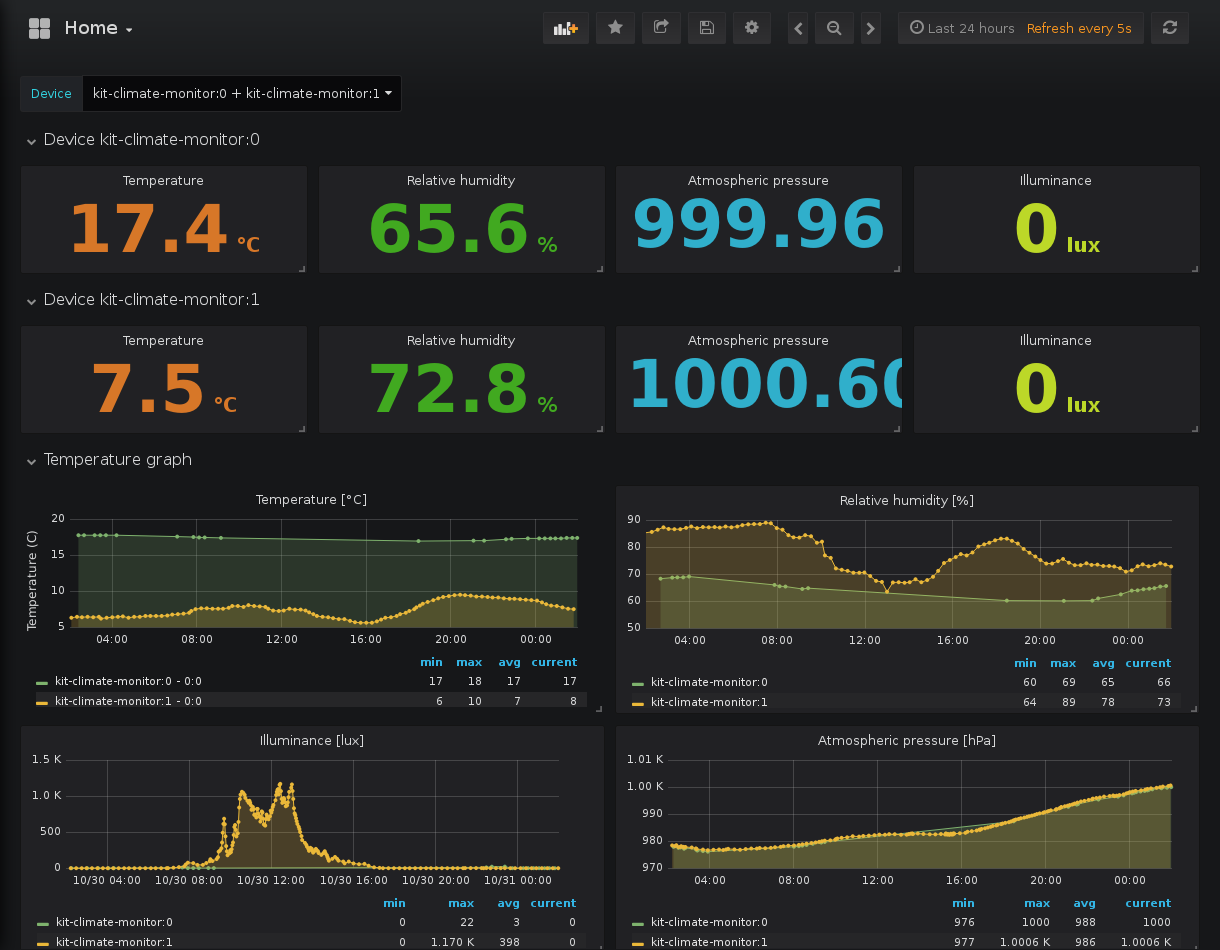 Home
Last 24 hours Refresh every 5s
Device kit-climate-monitor:0 + kit-climate-monitor:1
Device kit-climate-monitor:0
Temperature Relative humidity Atmospheric pressure Illuminance
17.4 °C 65.6 % 999.96 0 lux
Device kit-climate-monitor:1
Temperature Relative humidity Atmospheric pressure Illuminance
7.5 °C 72.8 % 1000.60 0 lux
Temperature graph
Temperature [°C]
Temperature (C)
20
15
10
5
04:00 08:00 12:00 16:00 20:00 00:00
min max avg current
kit-climate-monitor:0 - 0:0 17 18 17 17
kit-climate-monitor:1 - 0:0 6 10 7 8
Relative humidity [%]
90
80
70
60
50
04:00 08:00 12:00 16:00 20:00 00:00
min max avg current
kit-climate-monitor:0 60 69 65 66
kit-climate-monitor:1 64 89 78 73
Illuminance [lux]
1.5 K
1.0 K
500
0
10/30 04:00 10/30 08:00 10/30 12:00 10/30 16:00 10/30 20:00 10/31 00:00
min max avg current
kit-climate-monitor:0 0 22 3 0
kit-climate-monitor:1 0 1.170 K 398 0
Atmospheric pressure [hPa]
1.01 K
1.00 K
990
980
970
04:00 08:00 12:00 16:00 20:00 00:00
min max avg current
kit-climate-monitor:0 976 1000 988 1000
kit-climate-monitor:1 977 1.0006 K 986 1.0006 K